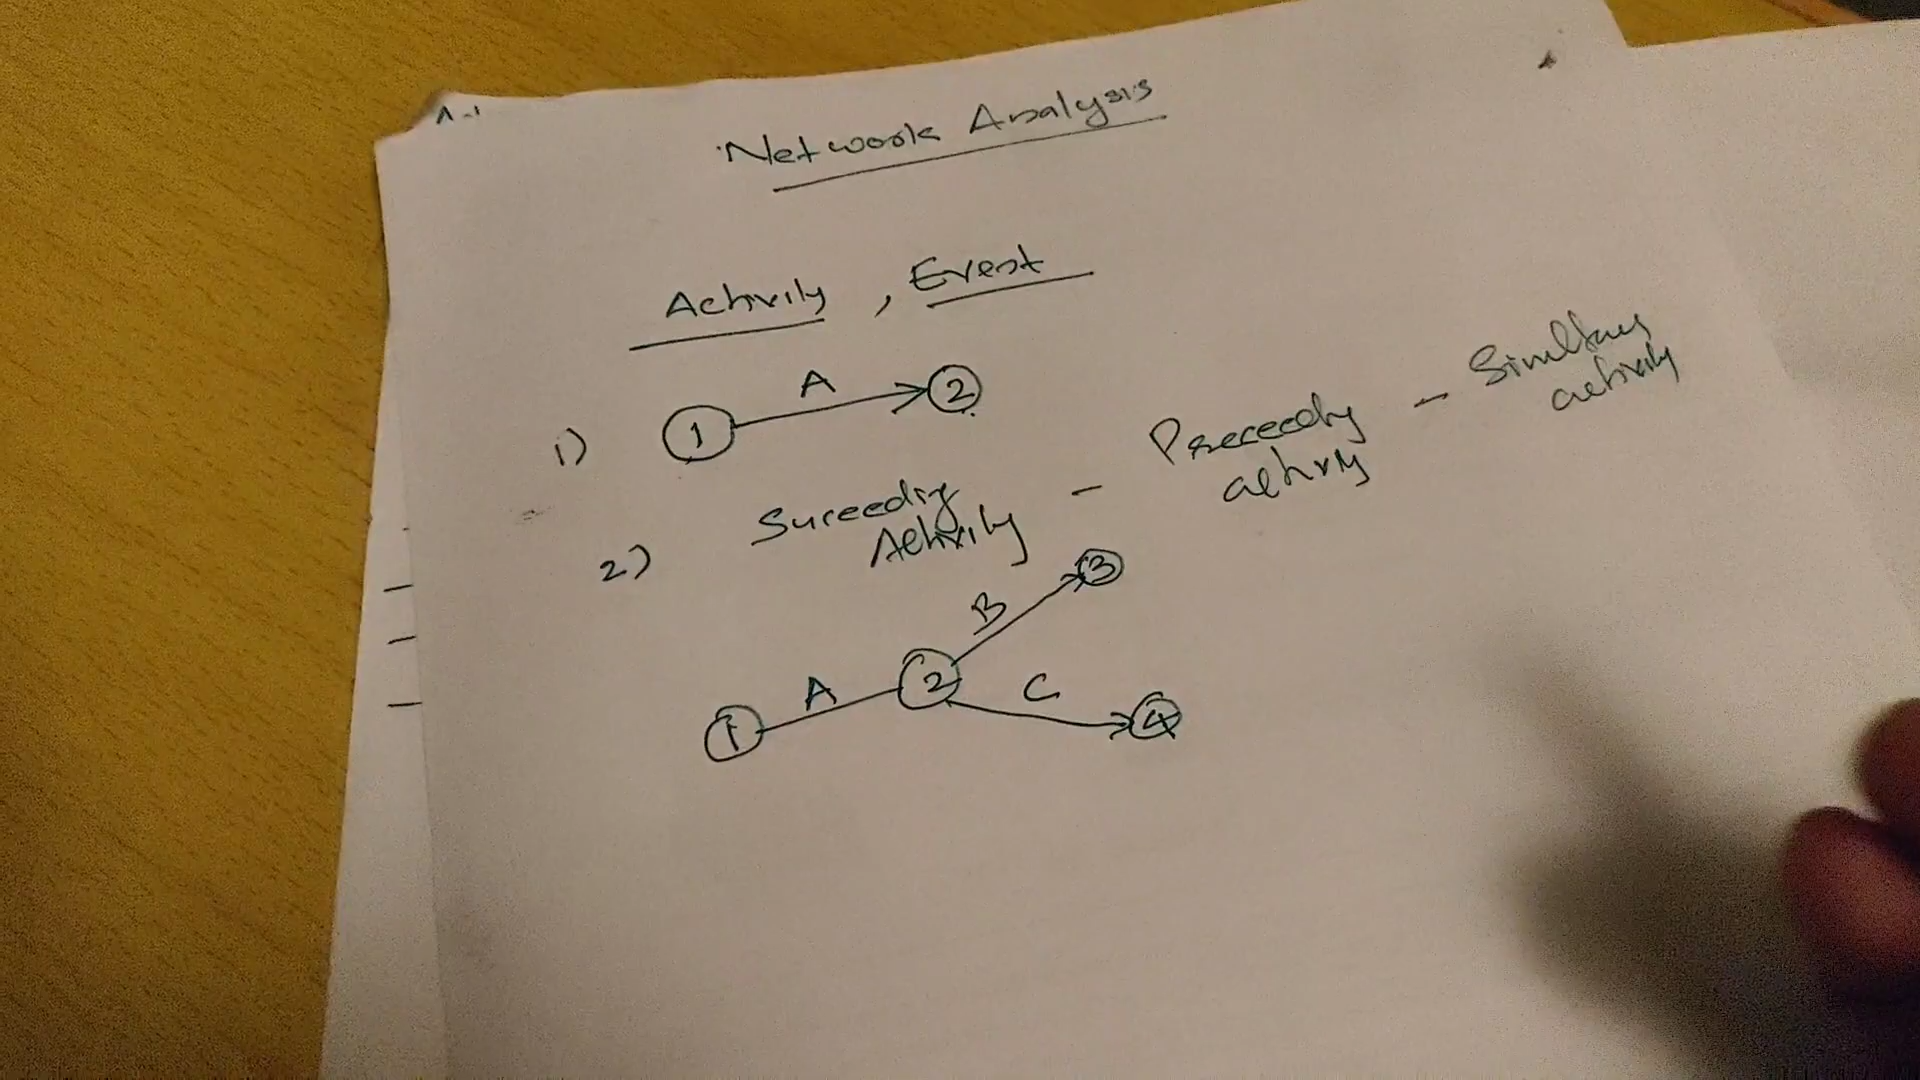 Network Analysis
Activity, Event
1) 1 A 2
2) Succeeding Activity - Preceeding activity - Simultaneous activity
1 A 2 B 3 C 4